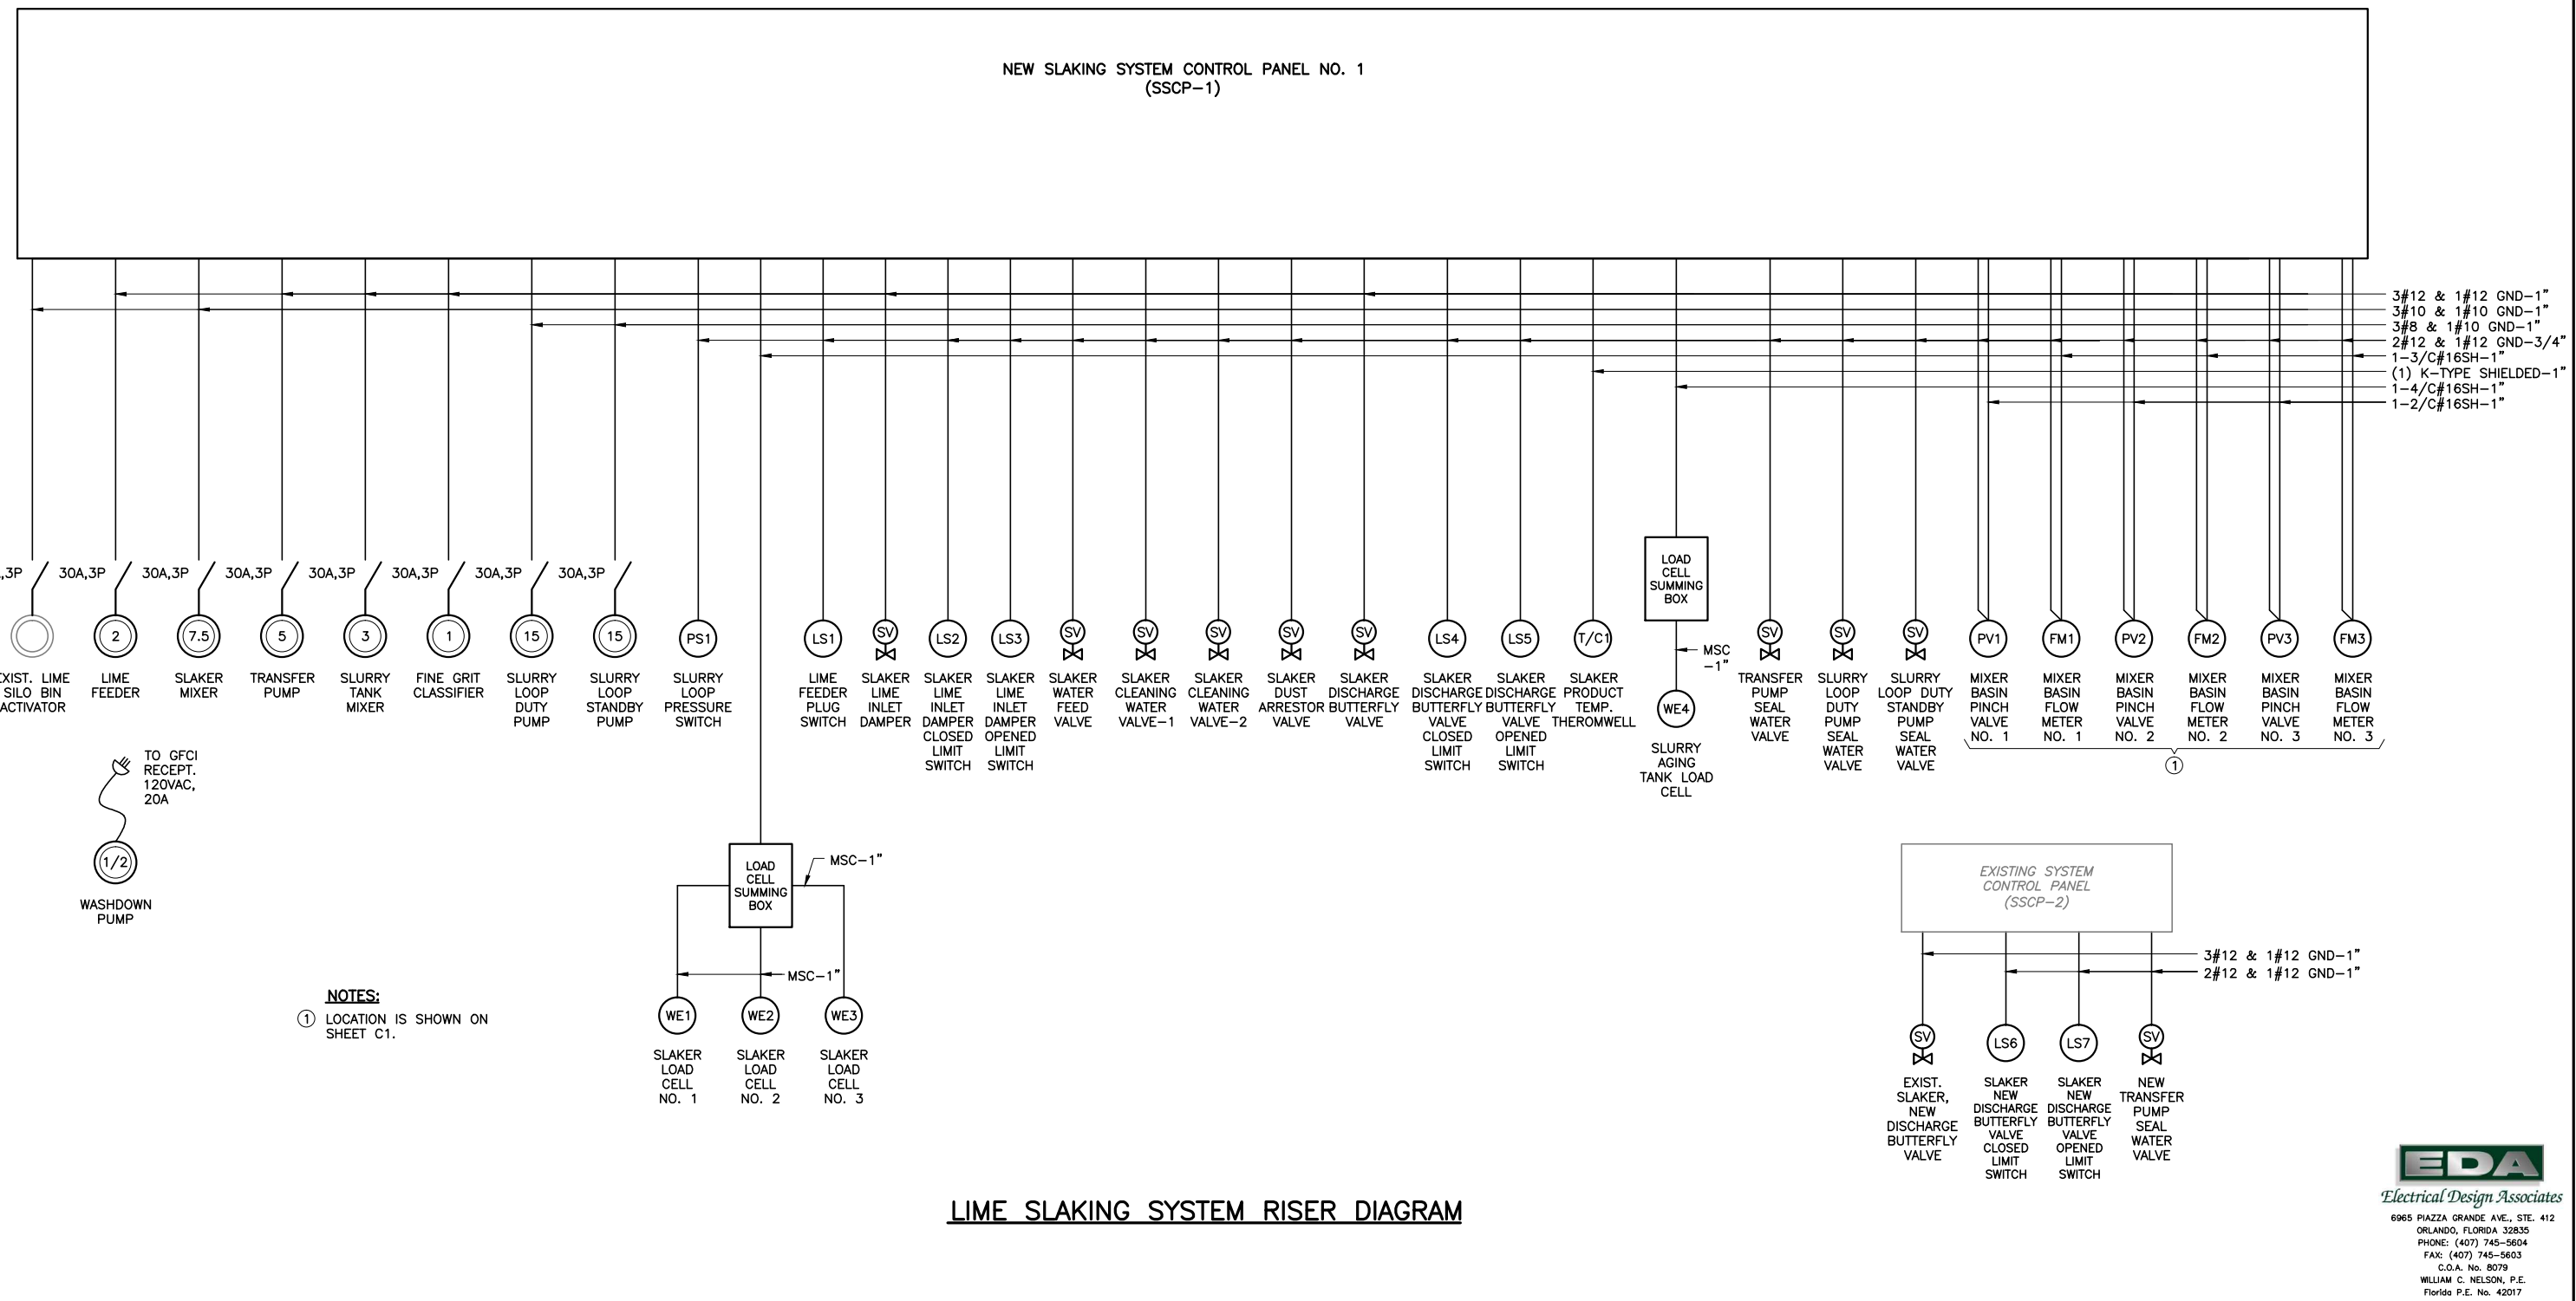 NEW SLAKING SYSTEM CONTROL PANEL NO. 1
(SSCP-1)
3#12 & 1#12 GND-1"
3#10 & 1#10 GND-1"
3#8 & 1#10 GND-1"
2#12 & 1#12 GND-3/4"
1-3/C#16SH-1"
(1) K-TYPE SHIELDED-1"
1-4/C#16SH-1"
1-2/C#16SH-1"
,3P
30A,3P
30A,3P
30A,3P
30A,3P
30A,3P
30A,3P
30A,3P
EXIST. LIME
SILO BIN
ACTIVATOR
2
LIME
FEEDER
7.5
SLAKER
MIXER
5
TRANSFER
PUMP
3
SLURRY
TANK
MIXER
1
FINE GRIT
CLASSIFIER
15
SLURRY
LOOP
DUTY
PUMP
15
SLURRY
LOOP
STANDBY
PUMP
PS1
SLURRY
LOOP
PRESSURE
SWITCH
LS1
LIME
FEEDER
PLUG
SWITCH
SV
SLAKER
LIME
INLET
DAMPER
LS2
SLAKER
LIME
INLET
DAMPER
CLOSED
LIMIT
SWITCH
LS3
SLAKER
LIME
INLET
DAMPER
OPENED
LIMIT
SWITCH
SV
SLAKER
WATER
FEED
VALVE
SV
SLAKER
CLEANING
WATER
VALVE-1
SV
SLAKER
CLEANING
WATER
VALVE-2
SV
SLAKER
DUST
ARRESTOR
VALVE
SV
SLAKER
DISCHARGE
BUTTERFLY
VALVE
LS4
SLAKER
DISCHARGE
BUTTERFLY
VALVE
CLOSED
LIMIT
SWITCH
LS5
SLAKER
DISCHARGE
BUTTERFLY
VALVE
OPENED
LIMIT
SWITCH
T/C1
SLAKER
PRODUCT
TEMP.
THEROMWELL
LOAD
CELL
SUMMING
BOX
MSC
-1"
WE4
SLURRY
AGING
TANK LOAD
CELL
SV
TRANSFER
PUMP
SEAL
WATER
VALVE
SV
SLURRY
LOOP
DUTY
PUMP
SEAL
WATER
VALVE
SV
SLURRY
LOOP DUTY
STANDBY
PUMP
SEAL
WATER
VALVE
PV1
MIXER
BASIN
PINCH
VALVE
NO. 1
FM1
MIXER
BASIN
FLOW
METER
NO. 1
PV2
MIXER
BASIN
PINCH
VALVE
NO. 2
FM2
MIXER
BASIN
FLOW
METER
NO. 2
PV3
MIXER
BASIN
PINCH
VALVE
NO. 3
FM3
MIXER
BASIN
FLOW
METER
NO. 3
1
TO GFCI
RECEPT.
120VAC,
20A
1/2
WASHDOWN
PUMP
LOAD
CELL
SUMMING
BOX
MSC-1"
MSC-1"
WE1
SLAKER
LOAD
CELL
NO. 1
WE2
SLAKER
LOAD
CELL
NO. 2
WE3
SLAKER
LOAD
CELL
NO. 3
NOTES:
1 LOCATION IS SHOWN ON
SHEET C1.
EXISTING SYSTEM
CONTROL PANEL
(SSCP-2)
3#12 & 1#12 GND-1"
2#12 & 1#12 GND-1"
SV
EXIST.
SLAKER,
NEW
DISCHARGE
BUTTERFLY
VALVE
LS6
SLAKER
NEW
DISCHARGE
BUTTERFLY
VALVE
CLOSED
LIMIT
SWITCH
LS7
SLAKER
NEW
DISCHARGE
BUTTERFLY
VALVE
OPENED
LIMIT
SWITCH
SV
NEW
TRANSFER
PUMP
SEAL
WATER
VALVE
LIME SLAKING SYSTEM RISER DIAGRAM
EDA
Electrical Design Associates
6965 PIAZZA GRANDE AVE., STE. 412
ORLANDO, FLORIDA 32835
PHONE: (407) 745-5604
FAX: (407) 745-5603
C.O.A. No. 8079
WILLIAM C. NELSON, P.E.
Florida P.E. No. 42017